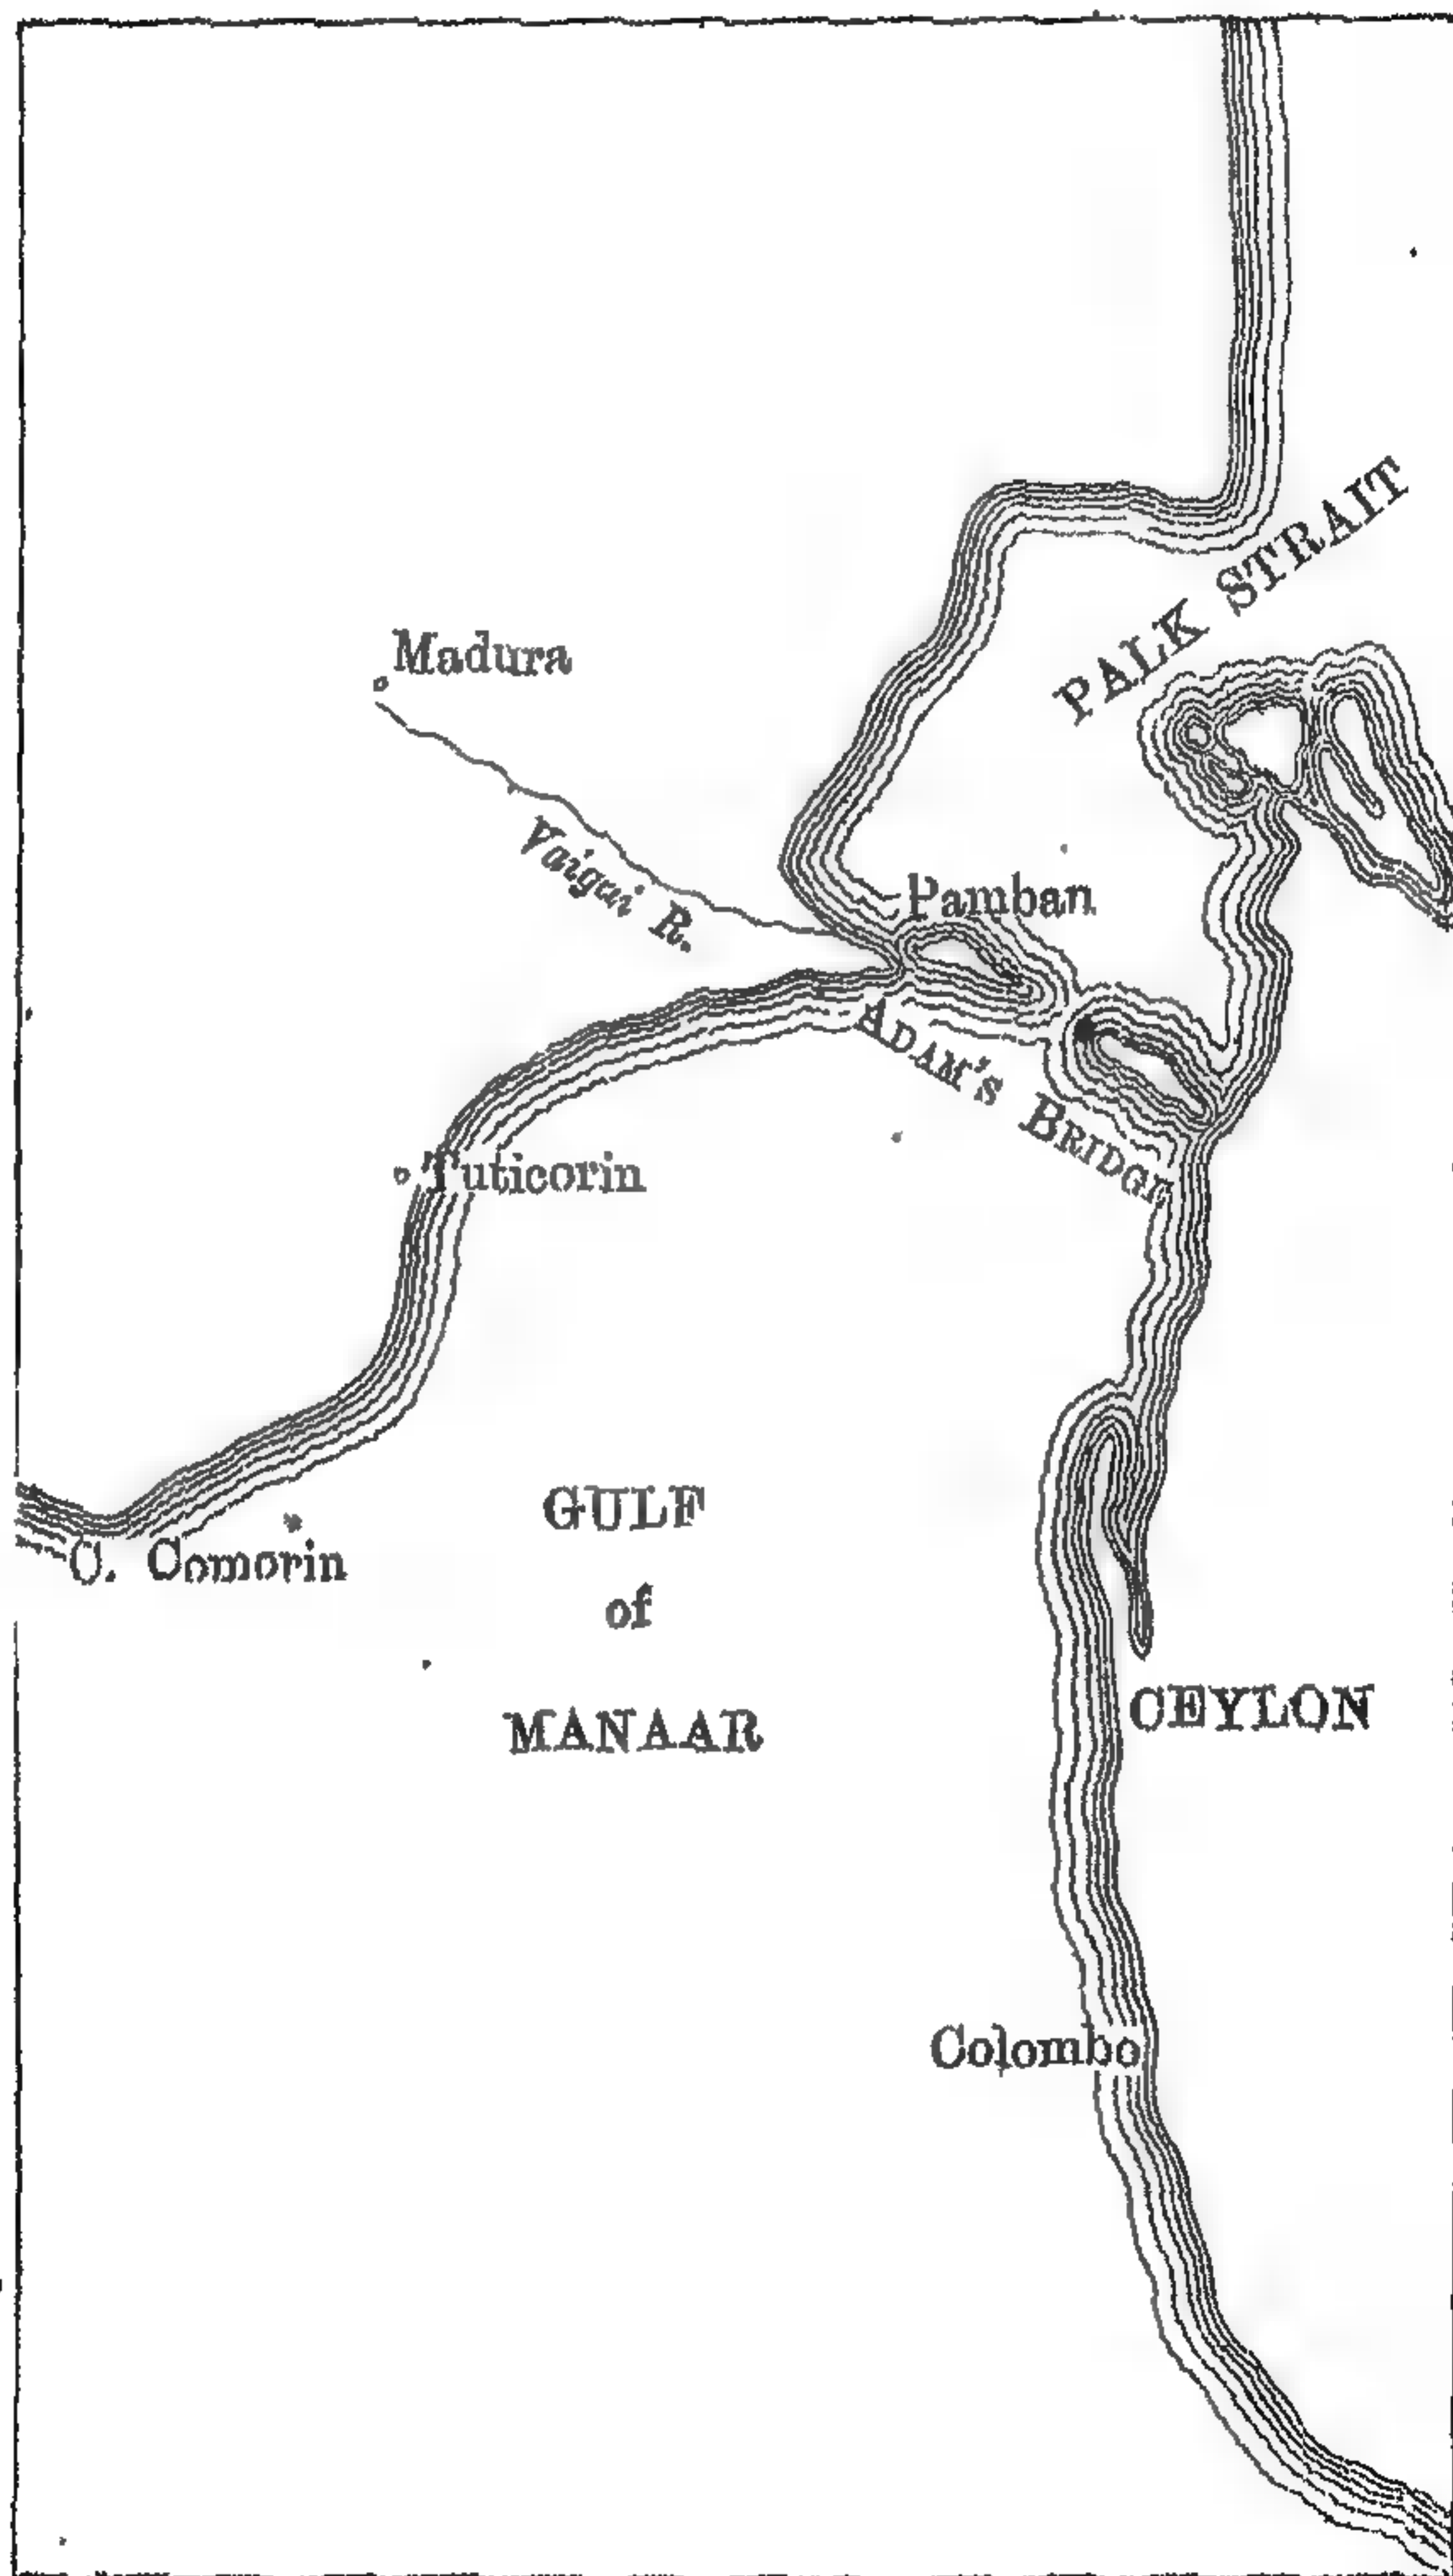 PALK STRAIT
Madura
Vaigai R.
Pamban
ADAM'S BRIDGE
Tuticorin
C. Comorin
GULF
of
MANAAR
CEYLON
Colombo